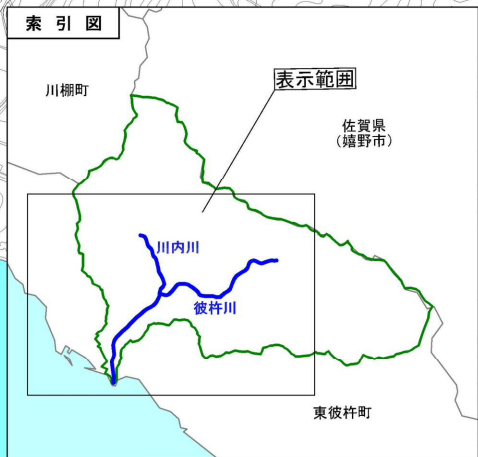 索引図
川棚町
表示範囲
佐賀県
(嬉野市)
川内川
彼杵川
東彼杵町